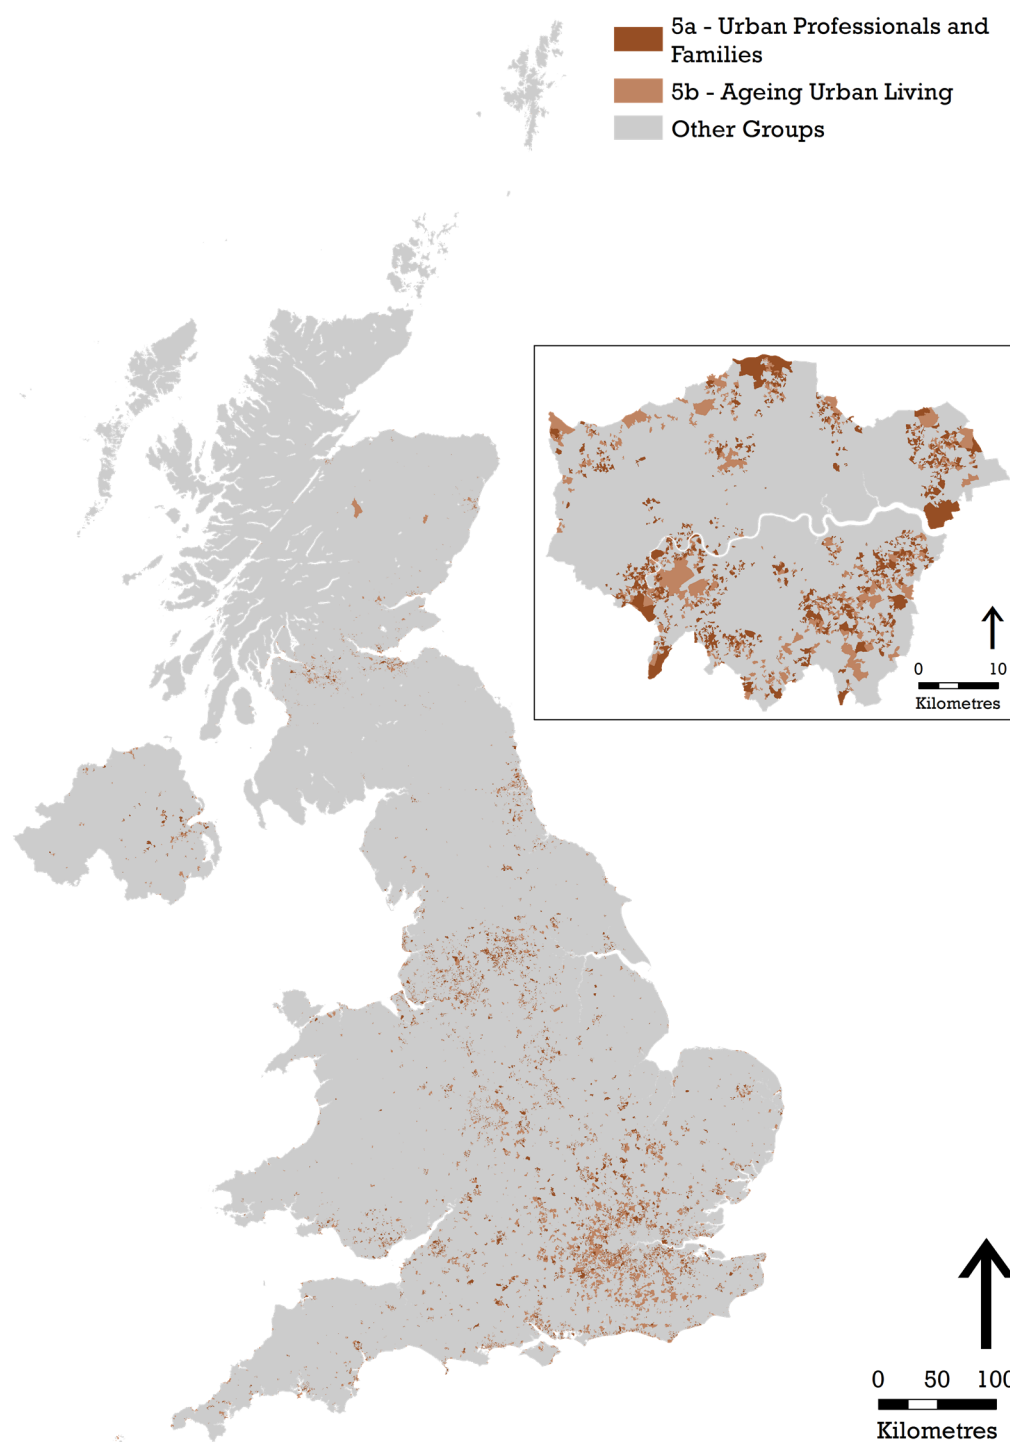 5a - Urban Professionals and
Families
5b - Ageing Urban Living
Other Groups
0 10
Kilometres
0 50 100
Kilometres